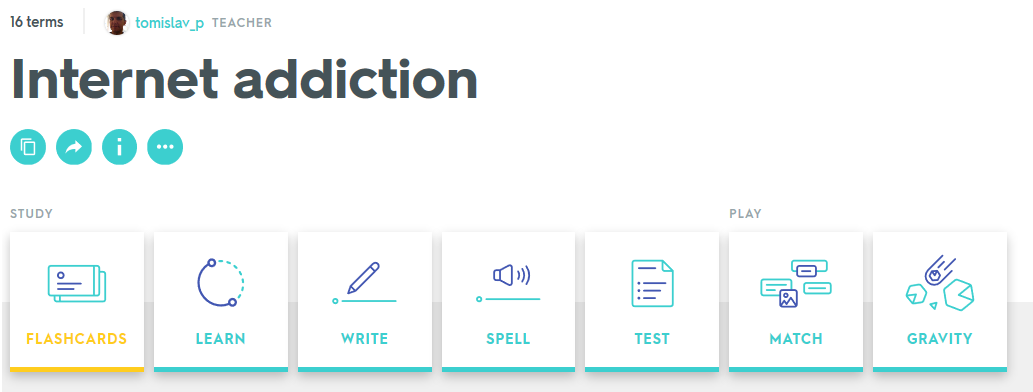 16 terms tomislav_p TEACHER
Internet addiction
STUDY PLAY
FLASHCARDS LEARN WRITE SPELL TEST MATCH GRAVITY